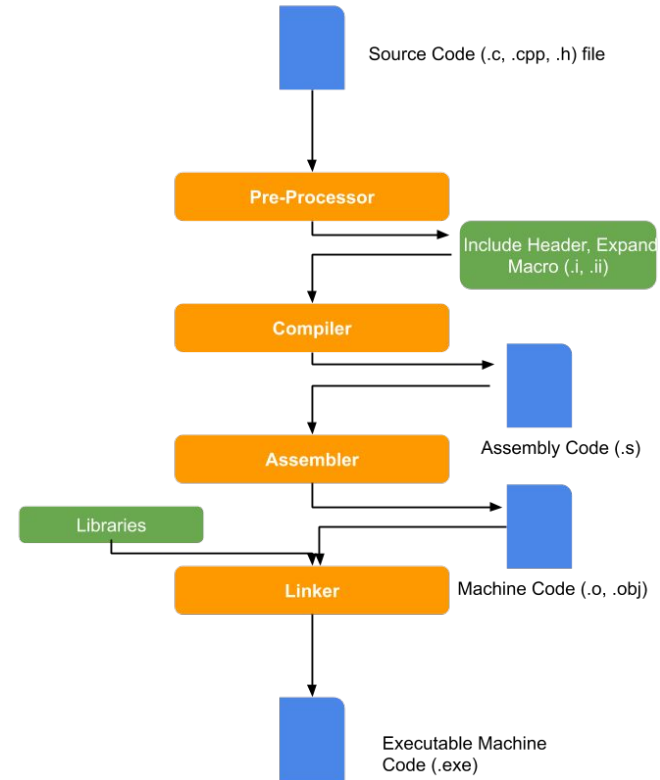 Source Code (.c, .cpp, .h) file
Pre-Processor
Include Header, Expand
Macro (.i, .ii)
Compiler
Assembly Code (.s)
Assembler
Libraries
Machine Code (.o, .obj)
Linker
Executable Machine
Code (.exe)